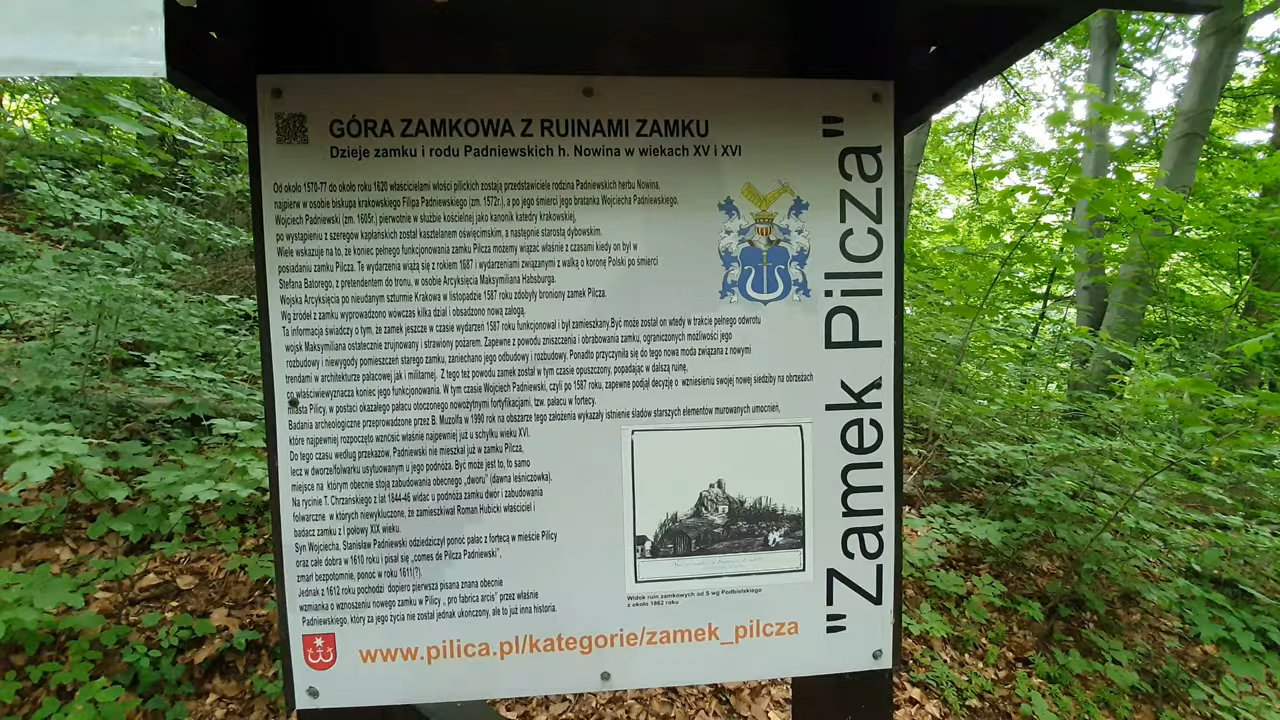 GÓRA ZAMKOWA Z RUINAMI ZAMKU
Dzieje zamku i rodu Padniewskich h. Nowina w wiekach XV i XVI
Od około 1570-77 do około roku 1620 właścicielami włości pilickich zostają przedstawiciele rodzina Padniewskich herbu Nowina,
najpierw w osobie biskupa krakowskiego Filipa Padniewskiego (zm. 1572r.), a po jego śmierci jego bratanka Wojciecha Padniewskiego.
Wojciech Padniewski (zm. 1605r.) pierwotnie w służbie kościelnej jako kanonik katedry krakowskiej,
po wystąpieniu z szeregów kapłańskich został kasztelanem oświęcimskim, a następnie starostą dybowskim.
Wiele wskazuje na to, że koniec pełnego funkcjonowania zamku Pilcza możemy wiązać właśnie z czasami kiedy on był w
posiadaniu zamku Pilcza. Te wydarzenia wiążą się z rokiem 1687 i wydarzeniami związanymi z walką o koronę Polski po śmierci
Stefana Batorego, z pretendentem do tronu, w osobie Arcyksięcia Maksymiliana Habsburga.
Wojska Arcyksięcia po nieudanym szturmie Krakowa w listopadzie 1587 roku zdobyły broniony zamek Pilcza.
Wg źródeł z zamku wyprowadzono wówczas kilka dział i obsadzono nową załogą.
Ta informacja świadczy o tym, że zamek jeszcze w czasie wydarzeń 1587 roku funkcjonował i był zamieszkany.Być może został on wtedy w trakcie pełnego odwrotu
wojsk Maksymiliana ostatecznie zrujnowany i strawiony pożarem. Zapewne z powodu zniszczenia i obrabowania zamku, ograniczonych możliwości jego
rozbudowy i niewygody pomieszczeń starego zamku, zaniechano jego odbudowy i rozbudowy. Ponadto przyczyniła się do tego nowa moda związana z nowymi
trendami w architekturze pałacowej jak i militarnej. Z tego też powodu zamek został w tym czasie opuszczony, popadając w dalszą ruinę,
co właściwiewyznacza koniec jego funkcjonowania. W tym czasie Wojciech Padniewski, czyli po 1587 roku, zapewne podjął decyzję o wzniesieniu swojej nowej siedziby na obrzeżach
miasta Pilicy, w postaci okazałego pałacu otoczonego nowożytnymi fortyfikacjami, tzw. pałacu w fortecy.
Badania archeologiczne przeprowadzone przez B. Muzolfa w 1990 rok na obszarze tego założenia wykazały istnienie śladów starszych elementów murowanych umocnień,
które najpewniej rozpoczęto wznosić właśnie najpewniej już u schyłku wieku XVI.
Do tego czasu według przekazów, Padniewski nie mieszkał już w zamku Pilcza,
lecz w dworze/folwarku usytuowanym u jego podnóża. Być może jest to, to samo
miejsce na którym obecnie stoją zabudowania obecnego „dworu” (dawna leśniczówka).
Na rycinie T. Chrzańskiego z lat 1844-46 widać u podnóża zamku dwór i zabudowania
folwarczne w których niewykluczone, że zamieszkiwał Roman Hubicki właściciel i
badacz zamku z I połowy XIX wieku.
Syn Wojciecha, Stanisław Padniewski odziedziczył ponoć pałac z fortecą w mieście Pilicy
oraz całe dobra w 1610 roku i pisał się „comes de Pilcza Padniewski”,
zmarł bezpotomnie, ponoć w roku 1611(?).
Jednak z 1612 roku pochodzi dopiero pierwsza pisana znana obecnie
wzmianka o wznoszeniu nowego zamku w Pilicy „ pro fabrica arcis” przez właśnie
Padniewskiego, który za jego życia nie został jednak ukończony, ale to już inna historia.
Widok ruin zamkowych od S wg Podbielskiego
z około 1862 roku
www.pilica.pl/kategorie/zamek_pilcza
"Zamek Pilcza"